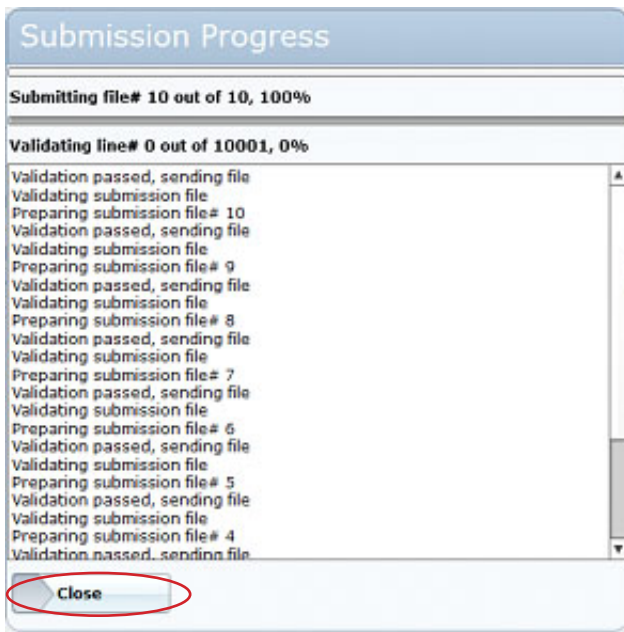 Submission Progress
Submitting file# 10 out of 10, 100%
Validating line# 0 out of 10001, 0%
Validation passed, sending file
Validating submission file
Preparing submission file# 10
Validation passed, sending file
Validating submission file
Preparing submission file# 9
Validation passed, sending file
Validating submission file
Preparing submission file# 8
Validation passed, sending file
Validating submission file
Preparing submission file# 7
Validation passed, sending file
Validating submission file
Preparing submission file# 6
Validation passed, sending file
Validating submission file
Preparing submission file# 5
Validation passed, sending file
Validating submission file
Preparing submission file# 4
Validation passed, sending file
Close